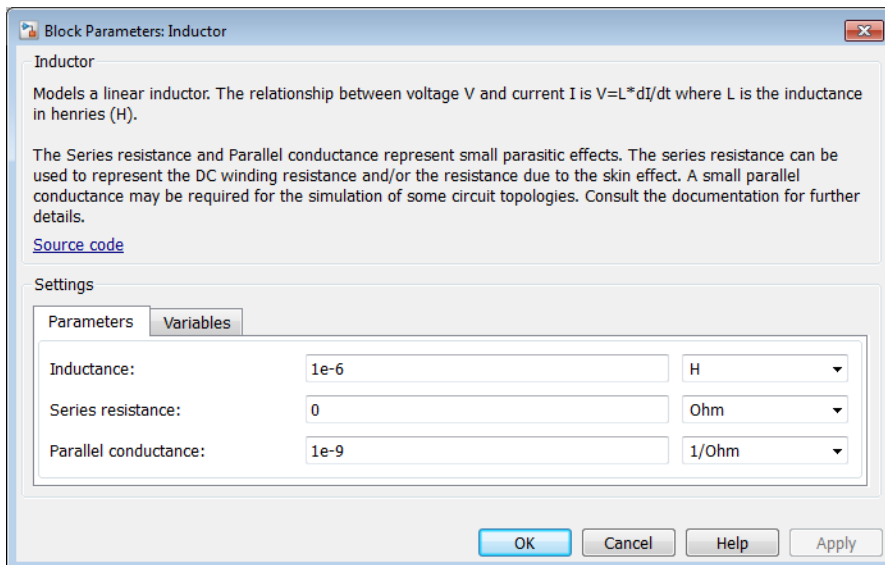 Block Parameters: Inductor
Inductor
Models a linear inductor. The relationship between voltage V and current I is V=L*dI/dt where L is the inductance
in henries (H).
The Series resistance and Parallel conductance represent small parasitic effects. The series resistance can be
used to represent the DC winding resistance and/or the resistance due to the skin effect. A small parallel
conductance may be required for the simulation of some circuit topologies. Consult the documentation for further
details.
Source code
Settings
Parameters Variables
Inductance: 1e-6 H
Series resistance: 0 Ohm
Parallel conductance: 1e-9 1/Ohm
OK Cancel Help Apply